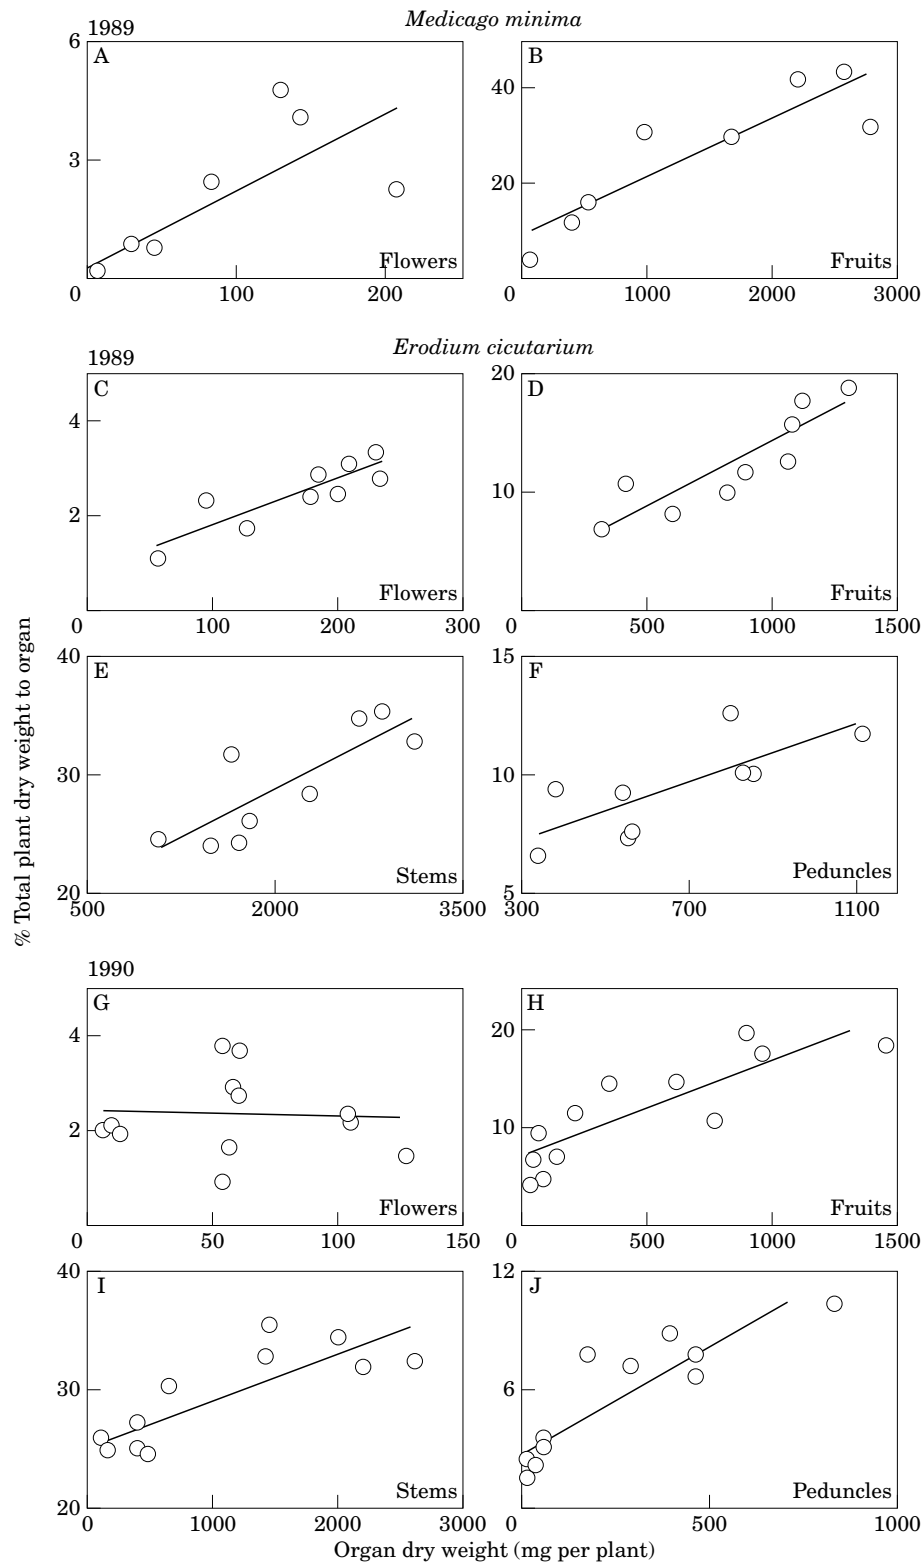 Medicago minima
1989
6
A
3
Flowers
0
100
200
B
40
20
Fruits
0
1000
2000
3000
Erodium cicutarium
1989
C
4
2
Flowers
0
100
200
300
20
D
10
Fruits
0
500
1000
1500
% Total plant dry weight to organ
40
E
30
Stems
20
500
2000
3500
15
F
10
Peduncles
5
300
700
1100
1990
G
4
2
Flowers
0
50
100
150
H
20
10
Fruits
0
500
1000
1500
40
I
30
Stems
20
0
1000
2000
3000
12
J
6
Peduncles
0
500
1000
Organ dry weight (mg per plant)